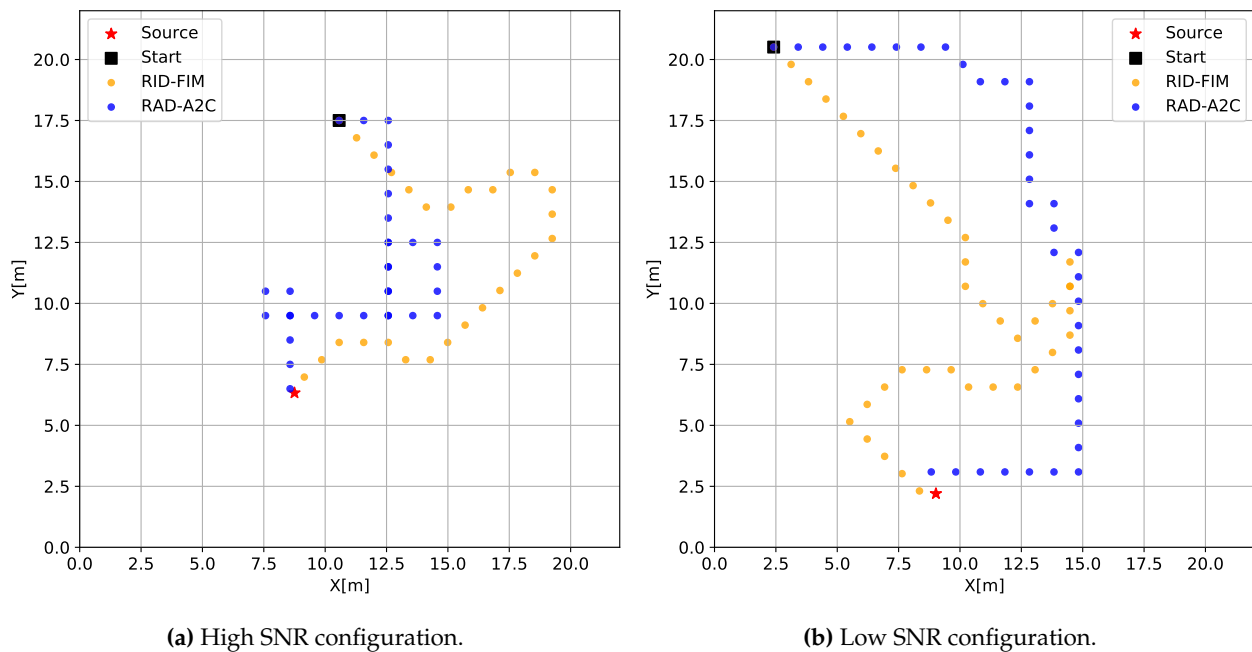 Source
Start
RID-FIM
RAD-A2C
20.0
17.5
15.0
12.5
10.0
7.5
5.0
2.5
0.0
Y[m]
0.0 2.5 5.0 7.5 10.0 12.5 15.0 17.5 20.0
X[m]
(a) High SNR configuration.
Source
Start
RID-FIM
RAD-A2C
20.0
17.5
15.0
12.5
10.0
7.5
5.0
2.5
0.0
Y[m]
0.0 2.5 5.0 7.5 10.0 12.5 15.0 17.5 20.0
X[m]
(b) Low SNR configuration.